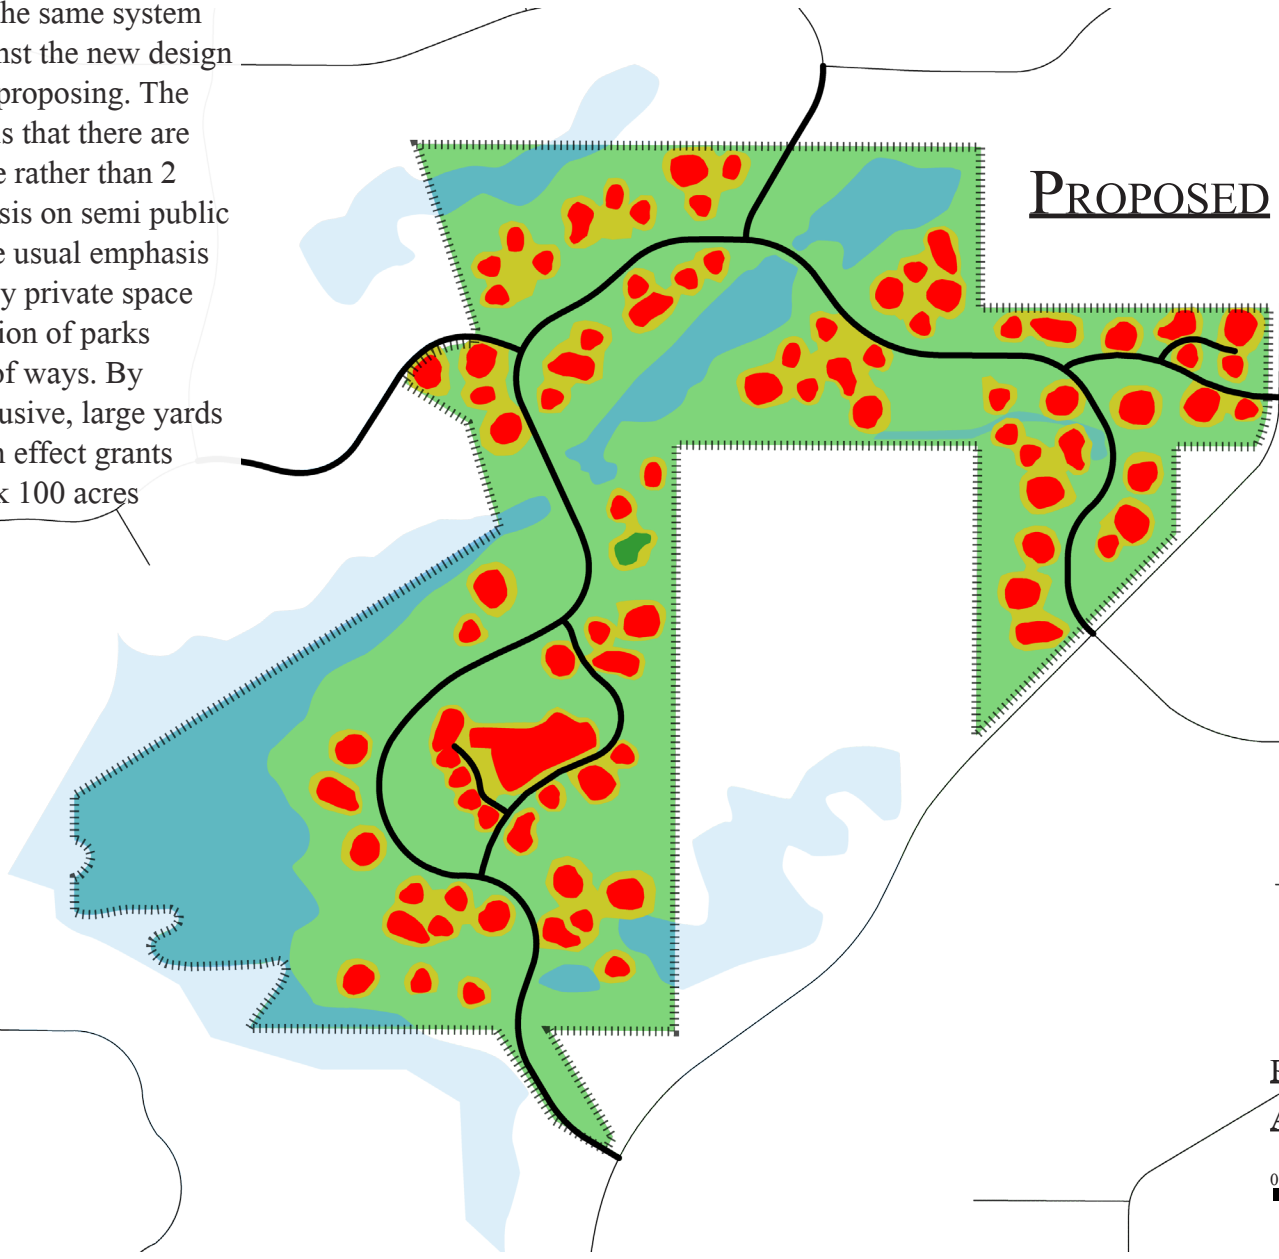 he same system
nst the new design
proposing. The
s that there are
e rather than 2
sis on semi public
e usual emphasis
y private space
ion of parks
of ways. By
usive, large yards
n effect grants
k 100 acres
PROPOSED
0